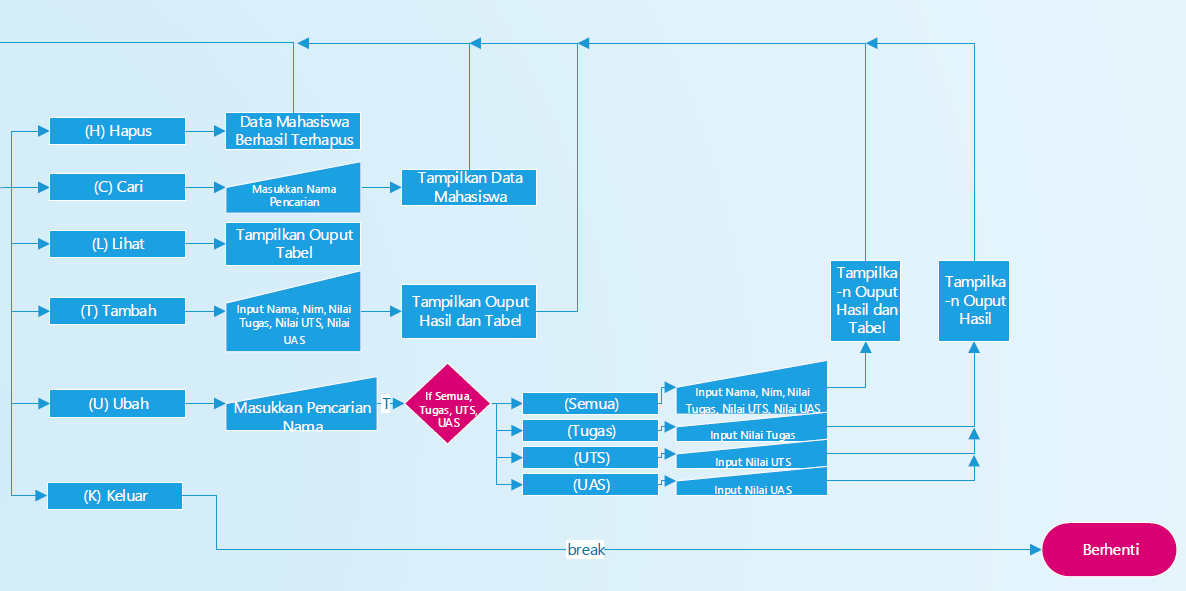 (H) Hapus
Data Mahasiswa
Berhasil Terhapus
(C) Cari
Masukkan Nama
Pencarian
Tampilkan Data
Mahasiswa
(L) Lihat
Tampilkan Ouput
Tabel
(T) Tambah
Input Nama, Nim, Nilai
Tugas, Nilai UTS, Nilai
UAS
Tampilkan Ouput
Hasil dan Tabel
Tampilka
-n Ouput
Hasil dan
Tabel
Tampilka
-n Ouput
Hasil
(U) Ubah
Masukkan Pencarian
Nama
T
If Semua,
Tugas, UTS,
UAS
(Semua)
Input Nama, Nim, Nilai
Tugas, Nilai UTS, Nilai UAS
(Tugas)
Input Nilai Tugas
(UTS)
Input Nilai UTS
(UAS)
Input Nilai UAS
(K) Keluar
break
Berhenti